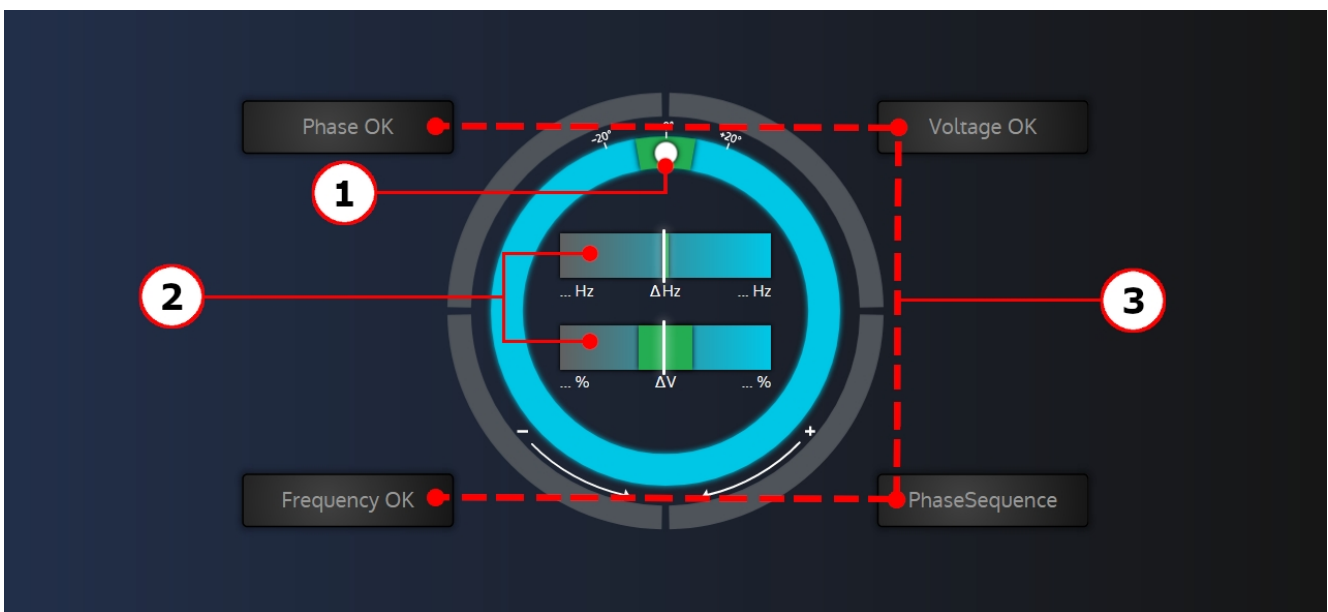 Phase OK
Voltage OK
-20°
0°
+20°
1
... Hz
ΔHz
... Hz
2
3
... %
ΔV
... %
−
+
Frequency OK
PhaseSequence